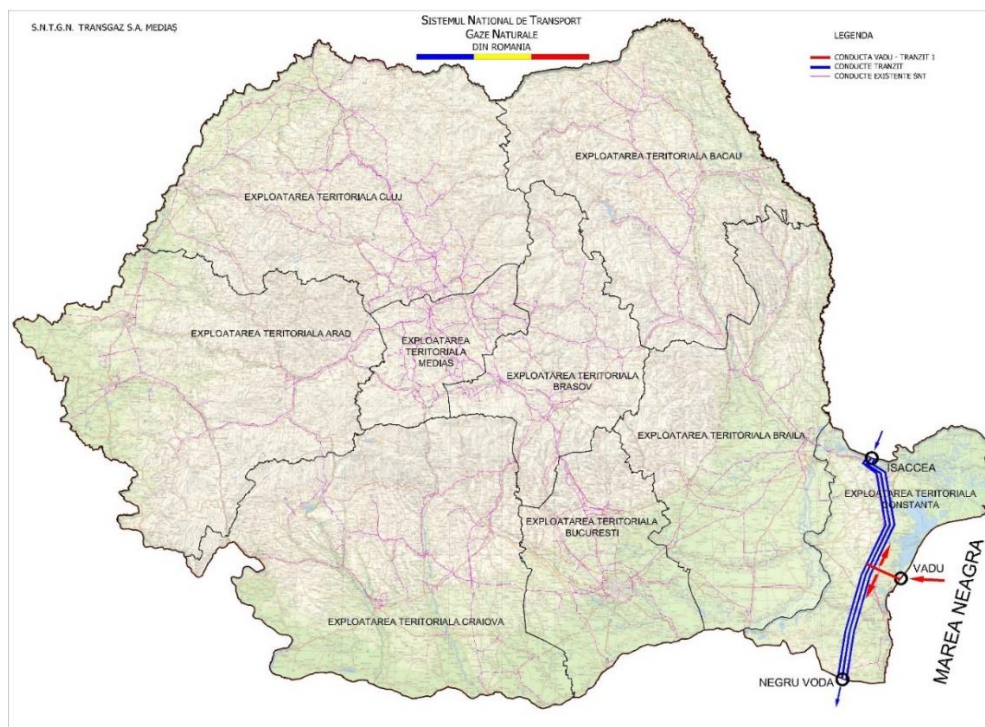 S.N.T.G.N. TRANSGAZ S.A. MEDIAȘ
SISTEMUL NATIONAL DE TRANSPORT
GAZE NATURALE
DIN ROMANIA
LEGENDA
CONDUCTA VADU - TRANZIT 1
CONDUCTE TRANZIT
CONDUCTE EXISTENTE SNT
EXPLOATAREA TERITORIALA BACAU
EXPLOATAREA TERITORIALA CLUJ
EXPLOATAREA TERITORIALA ARAD
EXPLOATAREA
TERITORIALA
MEDIAS
EXPLOATAREA TERITORIALA
BRASOV
EXPLOATAREA TERITORIALA BRAILA
ISACCEA
EXPLOATAREA TERITORIALA
CONSTANTA
EXPLOATAREA TERITORIALA
BUCURESTI
VADU
MAREA NEAGRA
EXPLOATAREA TERITORIALA CRAIOVA
NEGRU VODA